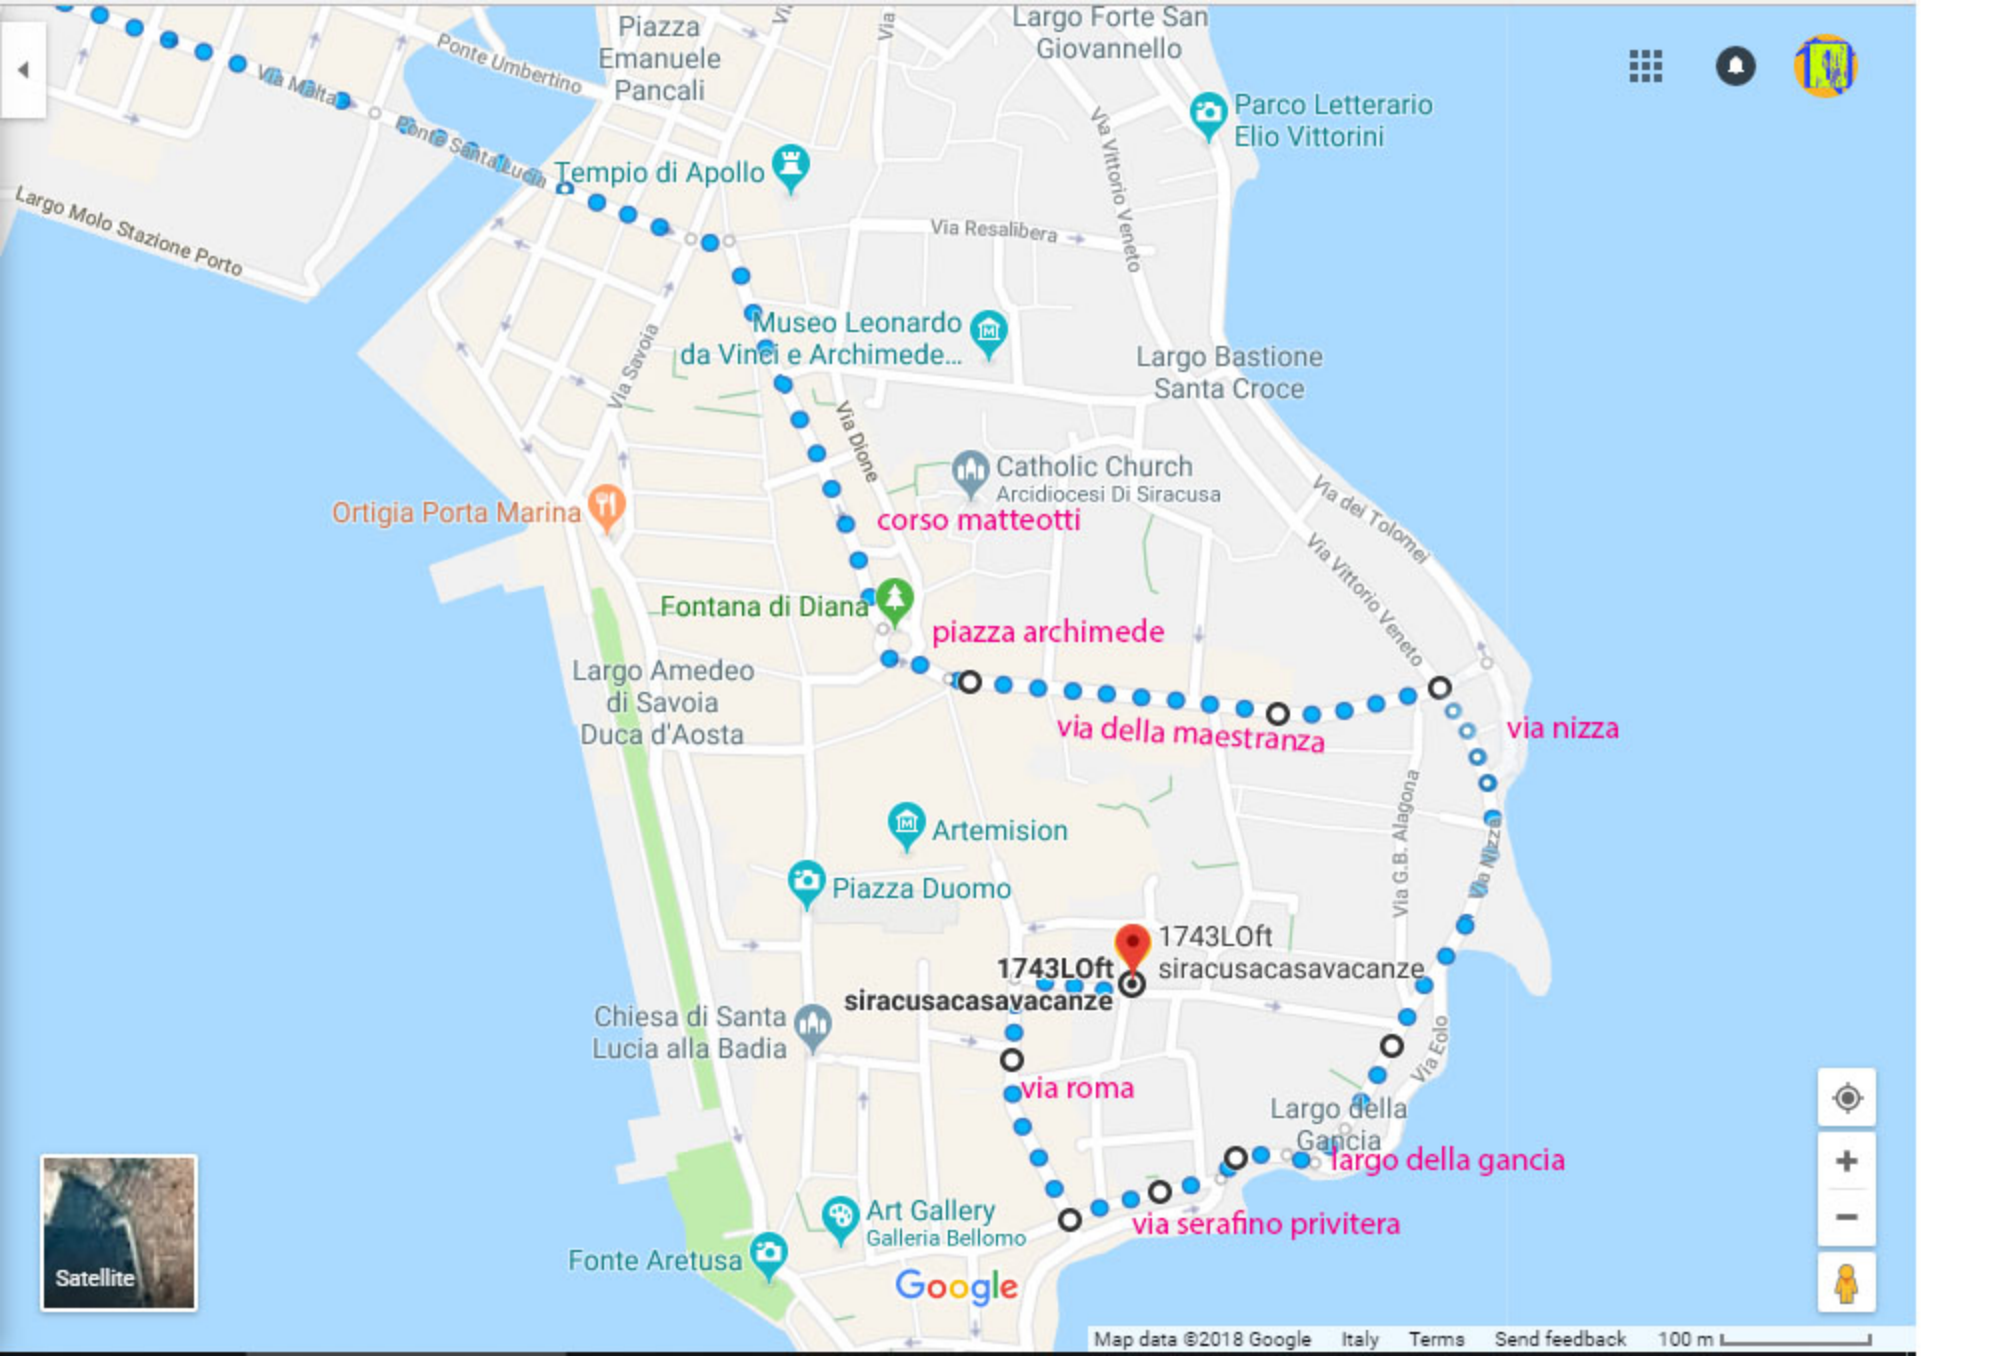 Largo Forte San
Giovannello
Piazza
Emanuele
Pancali
Via
Ponte Umbertino
Via Malta
Parco Letterario
Elio Vittorini
Ponte Santa Lucia
Tempio di Apollo
Via Vittorio Veneto
Largo Molo Stazione Porto
Via Resalibera
Museo Leonardo
da Vinci e Archimede...
Via Savoia
Largo Bastione
Santa Croce
Via Dione
Catholic Church
Arcidiocesi Di Siracusa
Ortigia Porta Marina
corso matteotti
Via dei Tolomei
Via Vittorio Veneto
Fontana di Diana
piazza archimede
Largo Amedeo
di Savoia
Duca d'Aosta
via della maestranza
via nizza
Artemision
Via G.B. Alagona
Via Nizza
Piazza Duomo
1743LOft
siracusacasavacanze
1743LOft
siracusacasavacanze
Chiesa di Santa
Lucia alla Badia
Via Eolo
via roma
Largo della
Gancia
largo della gancia
via serafino privitera
Art Gallery
Galleria Bellomo
Fonte Aretusa
Satellite
Google
Map data ©2018 Google Italy Terms Send feedback 100 m